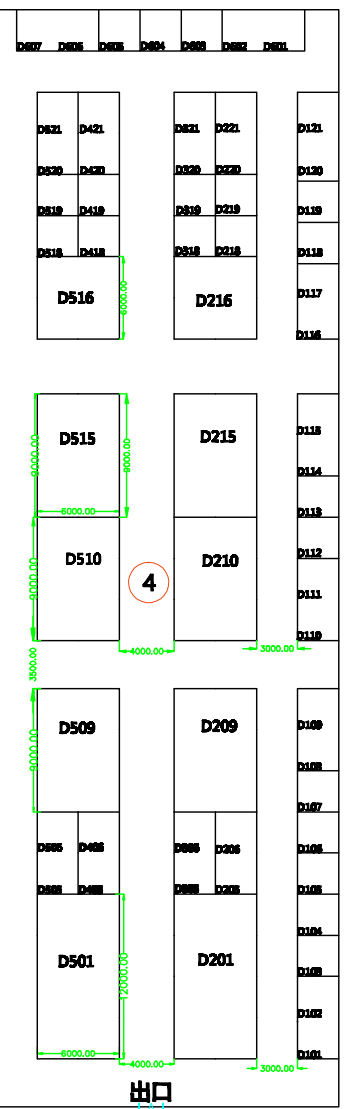 D607 D606 D605 D604 D603 D602 D601
D521 D421 D321 D221 D121
D520 D420 D320 D220 D120
D519 D419 D319 D219 D119
D518 D418 D318 D218 D118
D516 6000.00 D216 D117
D116
9000.00 D515 9000.00 D215 D115
D114
6000.00 D113
9000.00 D510 D210 D112
4 D111
D110
3500.00 4000.00 3000.00
9000.00 D509 D209 D109
D108
D107
D406 D206 D106
D205 D105
D501 12000.00 D201 D104
D103
D102
6000.00 D101
4000.00 3000.00
出口